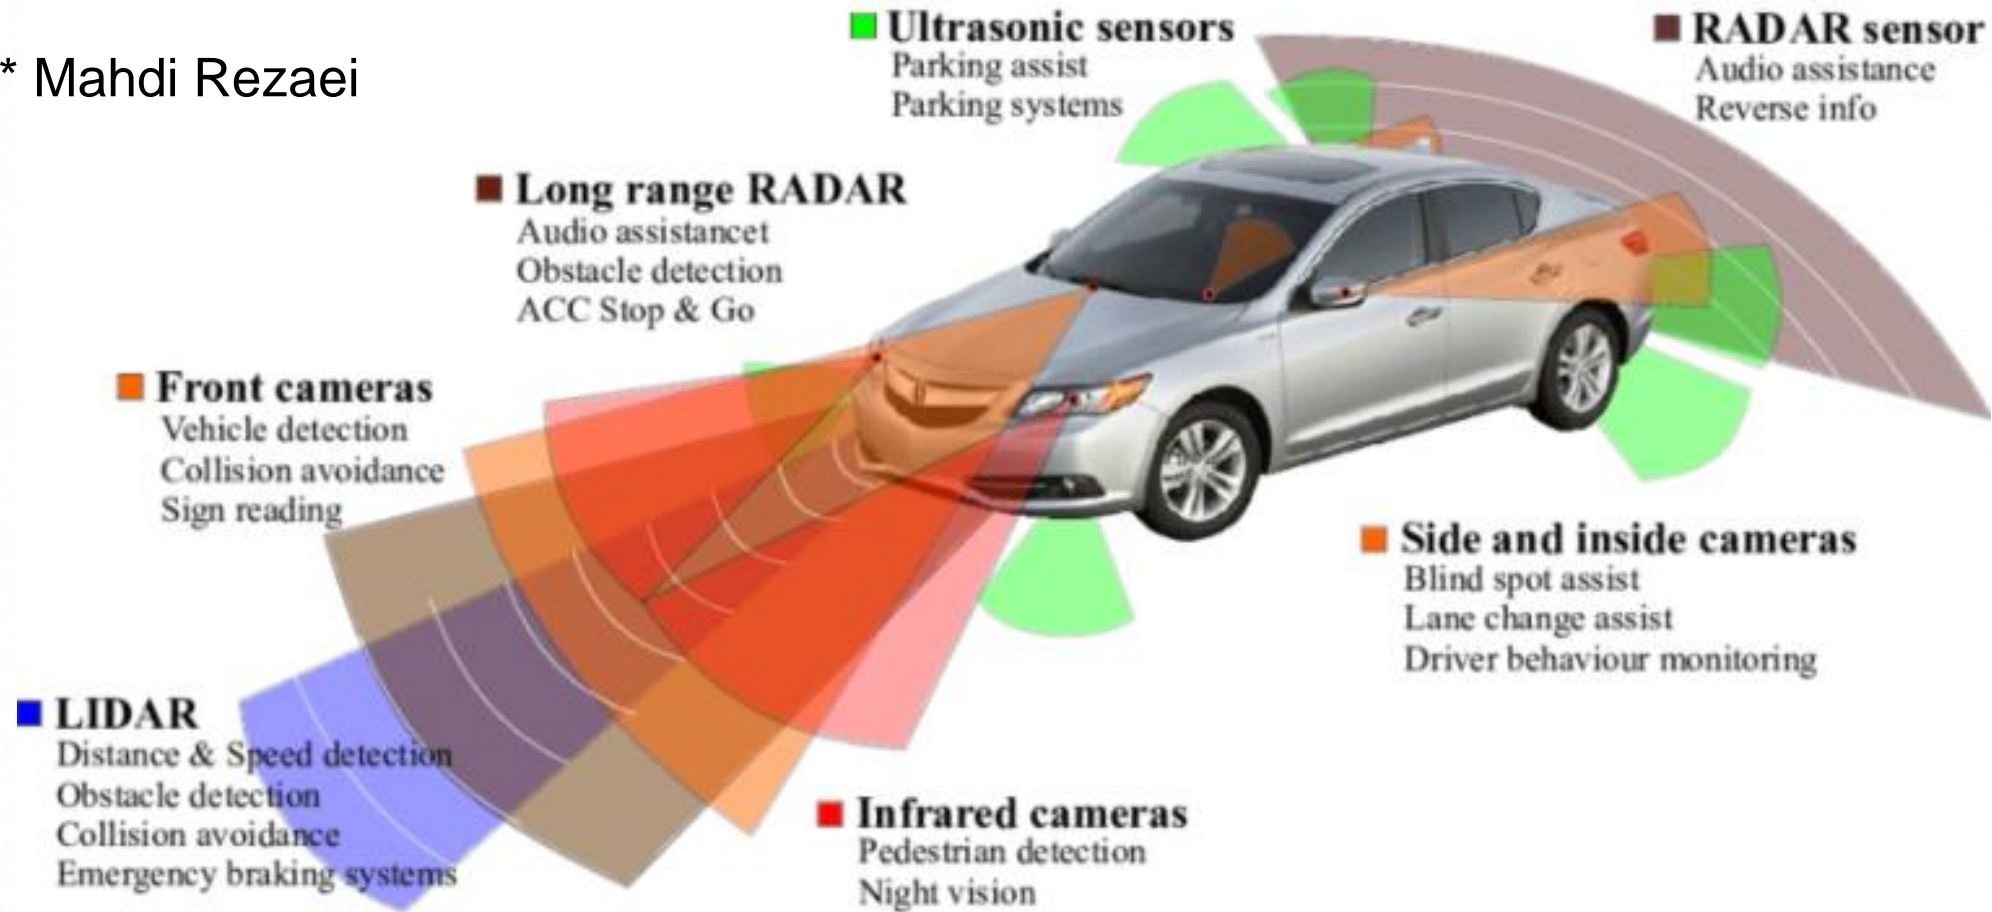 * Mahdi Rezaei
Ultrasonic sensors
Parking assist
Parking systems
RADAR sensor
Audio assistance
Reverse info
Long range RADAR
Audio assistancet
Obstacle detection
ACC Stop & Go
Front cameras
Vehicle detection
Collision avoidance
Sign reading
Side and inside cameras
Blind spot assist
Lane change assist
Driver behaviour monitoring
LIDAR
Distance & Speed detection
Obstacle detection
Collision avoidance
Emergency braking systems
Infrared cameras
Pedestrian detection
Night vision